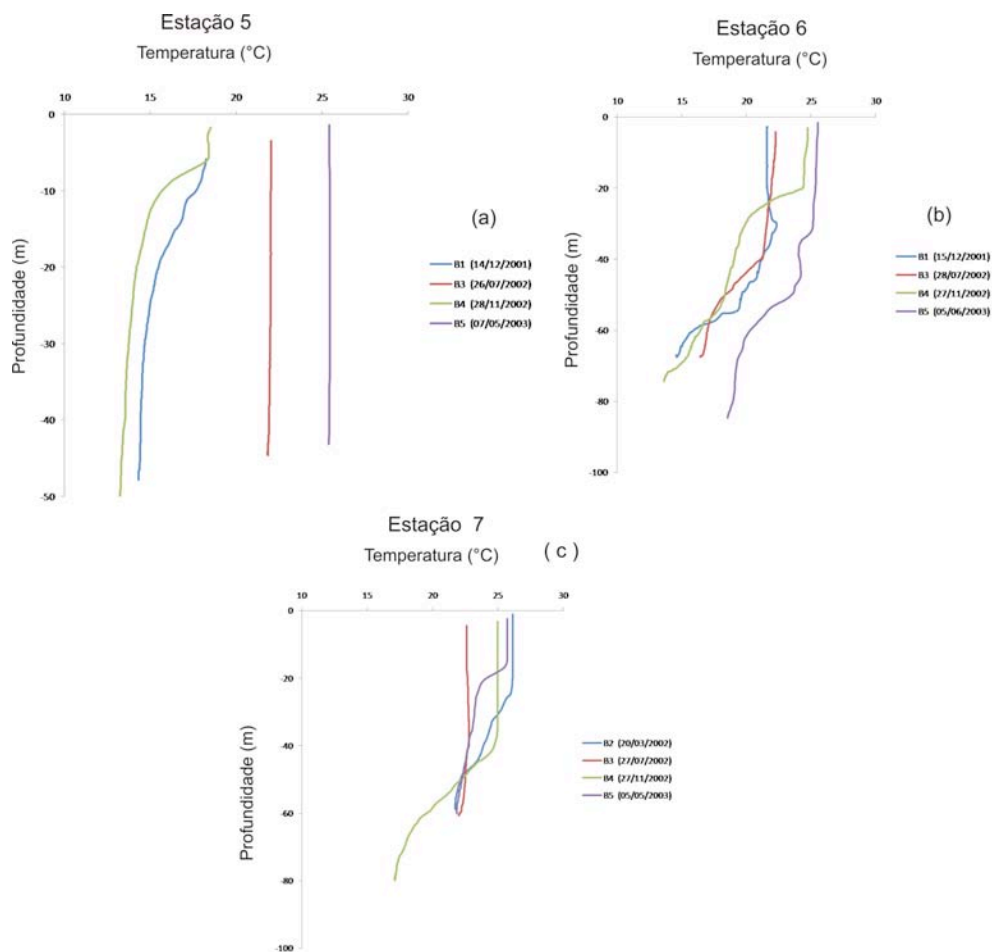 Estação 5
Temperatura (°C)
10 15 20 25 30
0
-10
-20
-30
-40
-50
Profundidade (m)
(a)
B1 (14/12/2001)
B3 (26/07/2002)
B4 (28/11/2002)
B5 (07/05/2003)
Estação 6
Temperatura (°C)
10 15 20 25 30
0
-20
-40
-60
-80
-100
Profundidade (m)
(b)
B1 (15/12/2001)
B3 (28/07/2002)
B4 (27/11/2002)
B5 (05/06/2003)
Estação 7
Temperatura (°C)
( c )
10 15 20 25 30
0
-20
-40
-60
-80
-100
Profundidade (m)
B2 (20/03/2002)
B3 (27/07/2002)
B4 (27/11/2002)
B5 (05/05/2003)